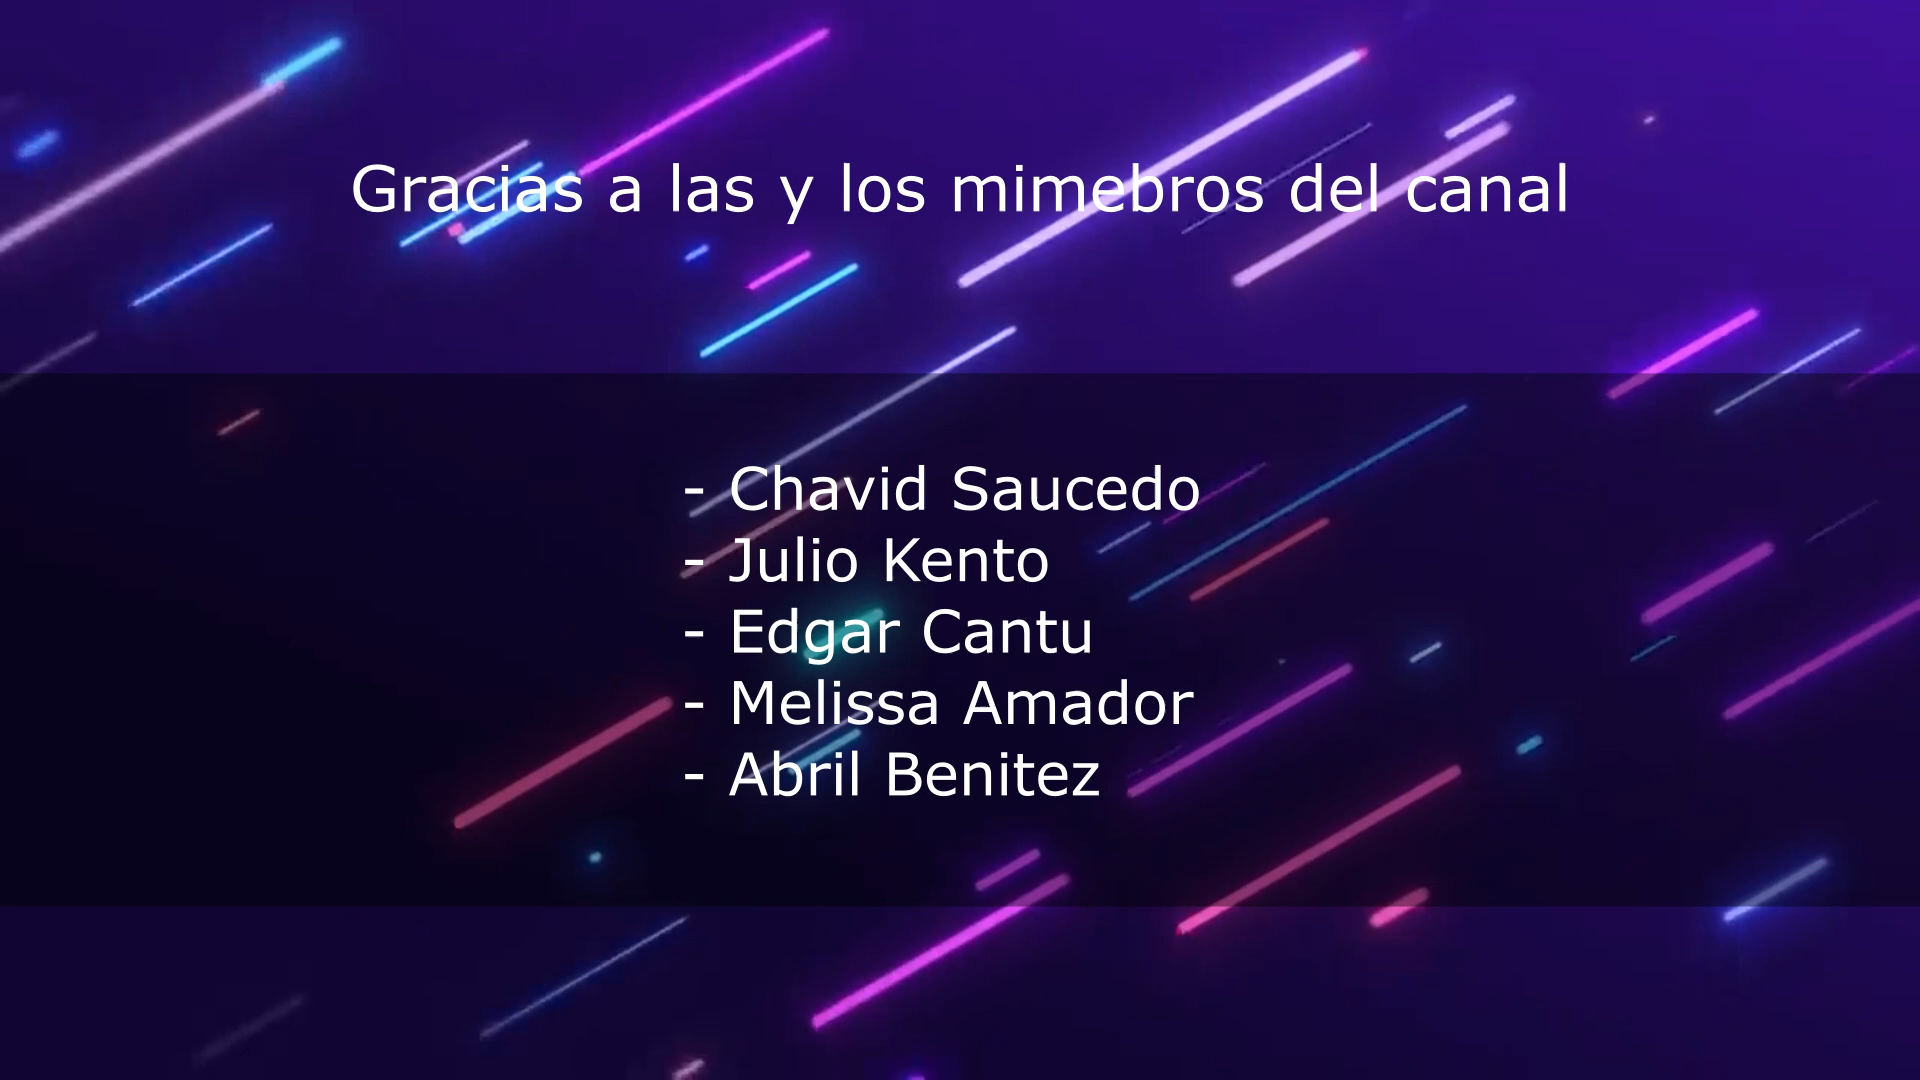 Gracias a las y los mimebros del canal
- Chavid Saucedo
- Julio Kento
- Edgar Cantu
- Melissa Amador
- Abril Benitez